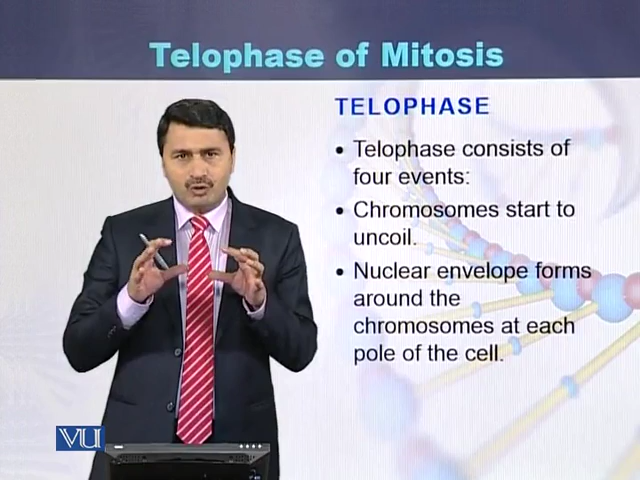 Telophase of Mitosis
TELOPHASE
• Telophase consists of
four events:
• Chromosomes start to
uncoil.
• Nuclear envelope forms
around the
chromosomes at each
pole of the cell.
VU